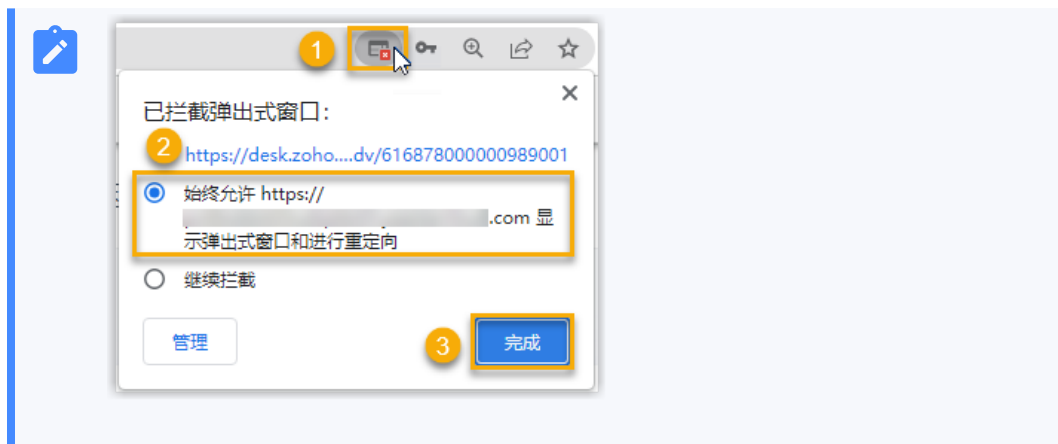 1
已拦截弹出式窗口：
2
https://desk.zoho....dv/616878000000989001
始终允许 https://
.com 显
示弹出式窗口和进行重定向
继续拦截
管理
3
完成